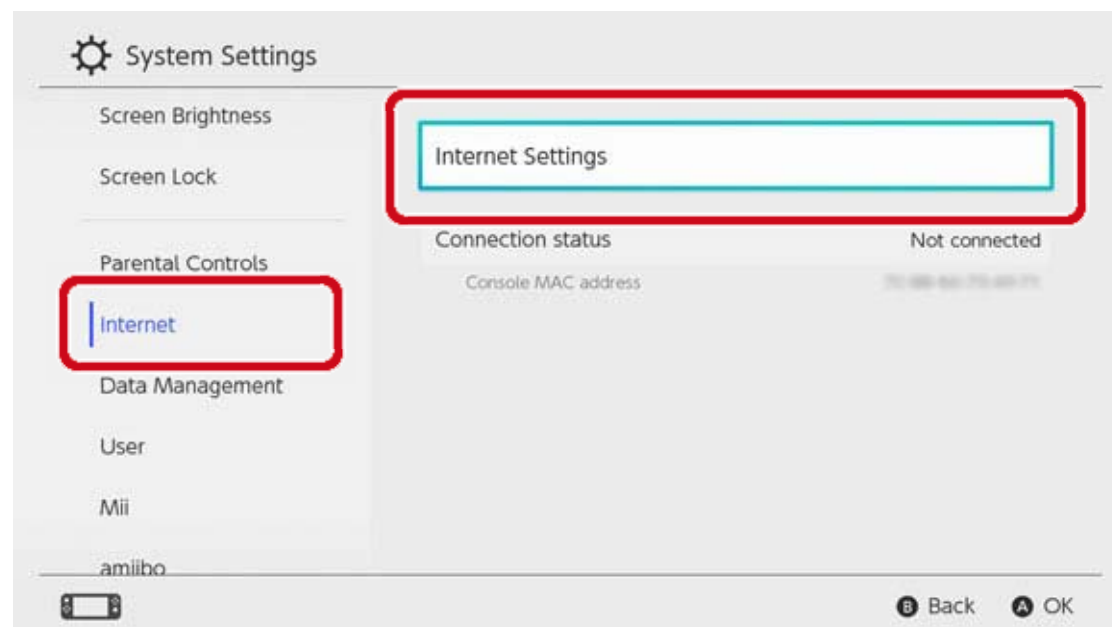 System Settings
Screen Brightness
Screen Lock
Parental Controls
Internet
Data Management
User
Mii
amiibo
Internet Settings
Connection status Not connected
Console MAC address
B Back A OK